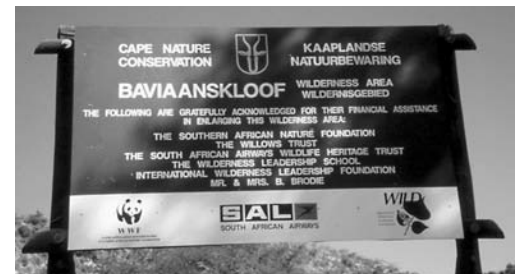 CAPE NATURE CONSERVATION
KAAPLANDSE NATUURBEWARING
BAVIAANSKLOOF WILDERNESS AREA WILDERNISGEBIED
THE FOLLOWING ARE GRATEFULLY ACKNOWLEDGED FOR THEIR FINANCIAL ASSISTANCE
IN ENLARGING THIS WILDERNESS AREA:
THE SOUTHERN AFRICAN NATURE FOUNDATION
THE WILLOWS TRUST
THE SOUTH AFRICAN AIRWAYS WILDLIFE HERITAGE TRUST
THE WILDERNESS LEADERSHIP SCHOOL
INTERNATIONAL WILDERNESS LEADERSHIP FOUNDATION
MR. & MRS. B. BRODIE
WWF
SAL
SOUTH AFRICAN AIRWAYS
WILD